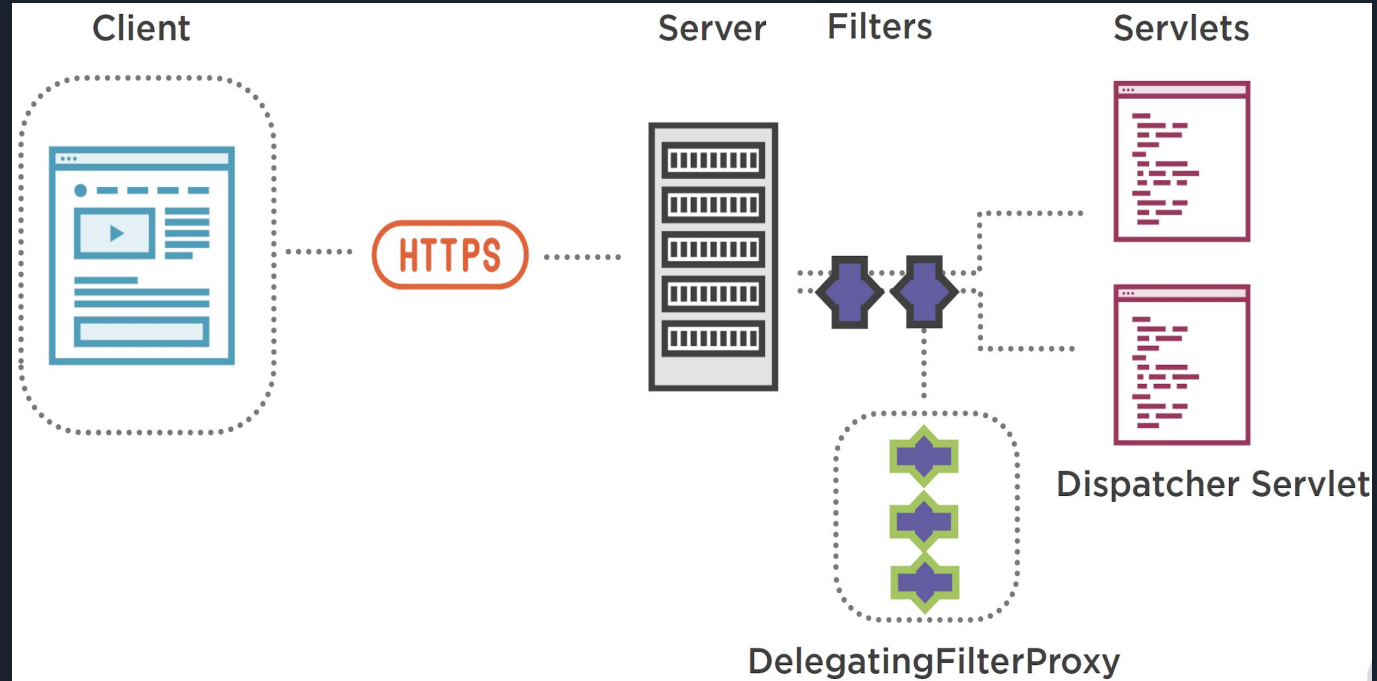 Client
Server
Filters
Servlets
HTTPS
Dispatcher Servlet
DelegatingFilterProxy